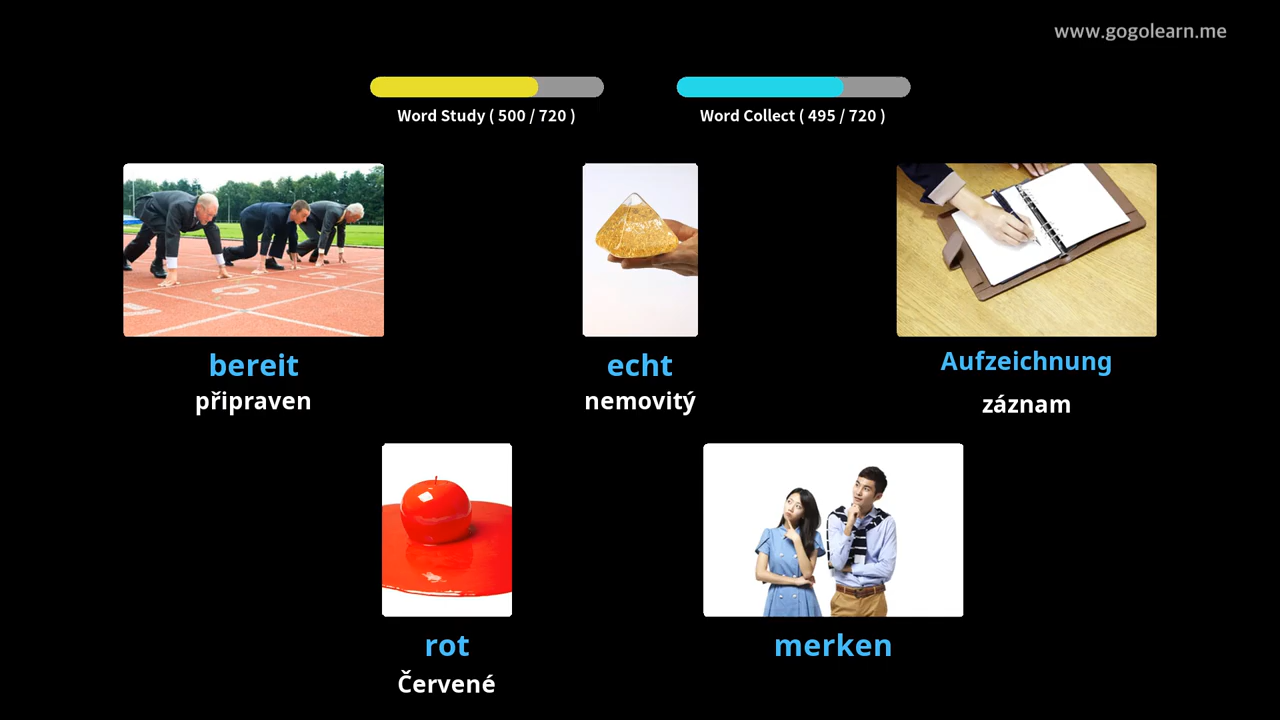 www.gogolearn.me
Word Study ( 500 / 720 )
Word Collect ( 495 / 720 )
bereit
připraven
echt
nemovitý
Aufzeichnung
záznam
rot
Červené
merken